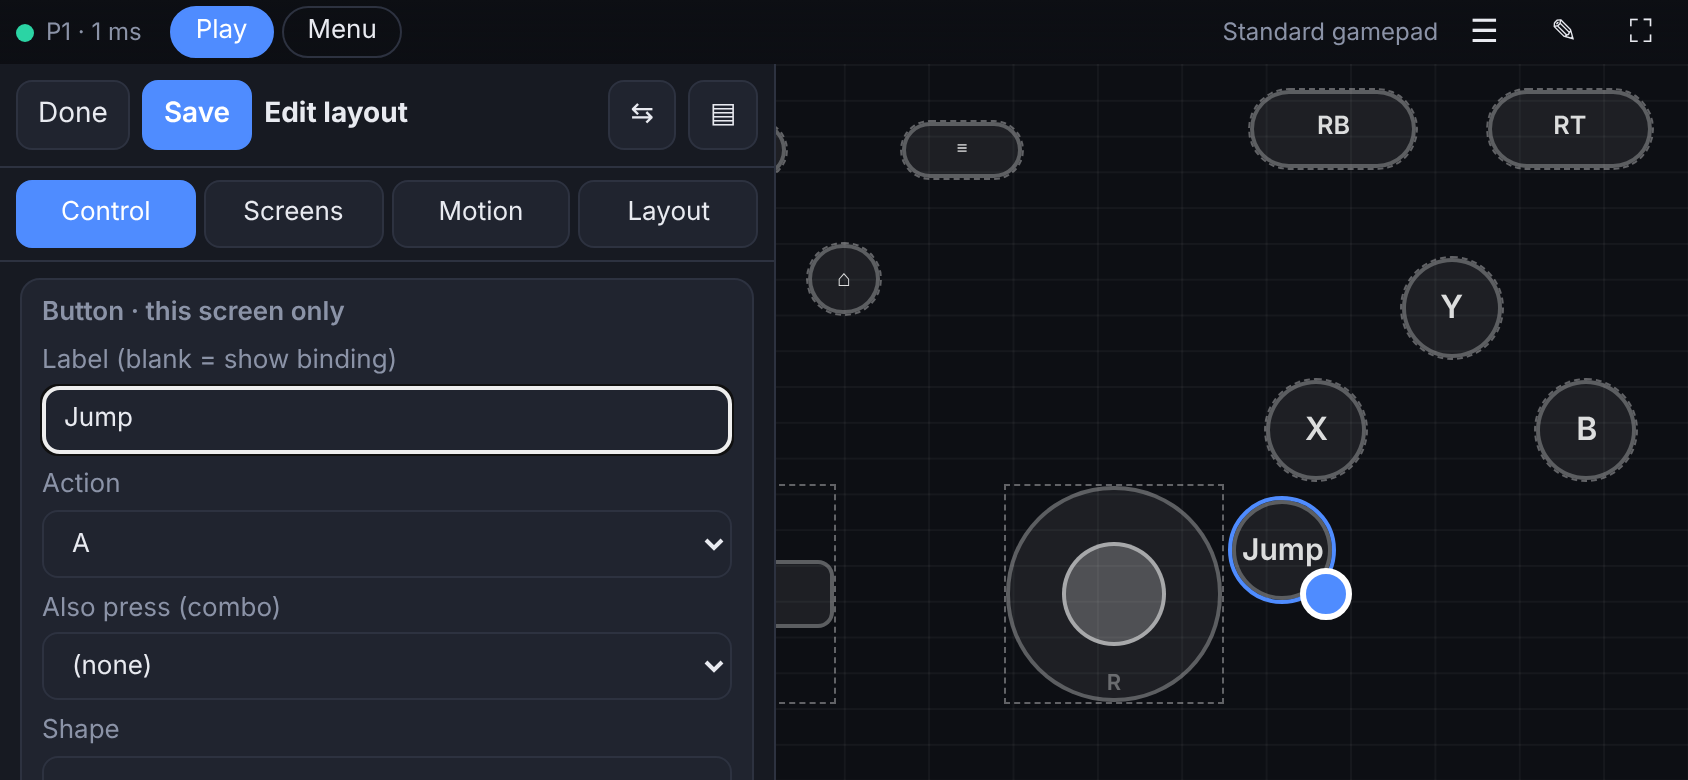 P1 · 1 ms
Play
Menu
Standard gamepad
Done
Save
Edit layout
Control
Screens
Motion
Layout
Button · this screen only
Label (blank = show binding)
Jump
Action
A
Also press (combo)
(none)
Shape
RB
RT
Y
X
B
Jump
R